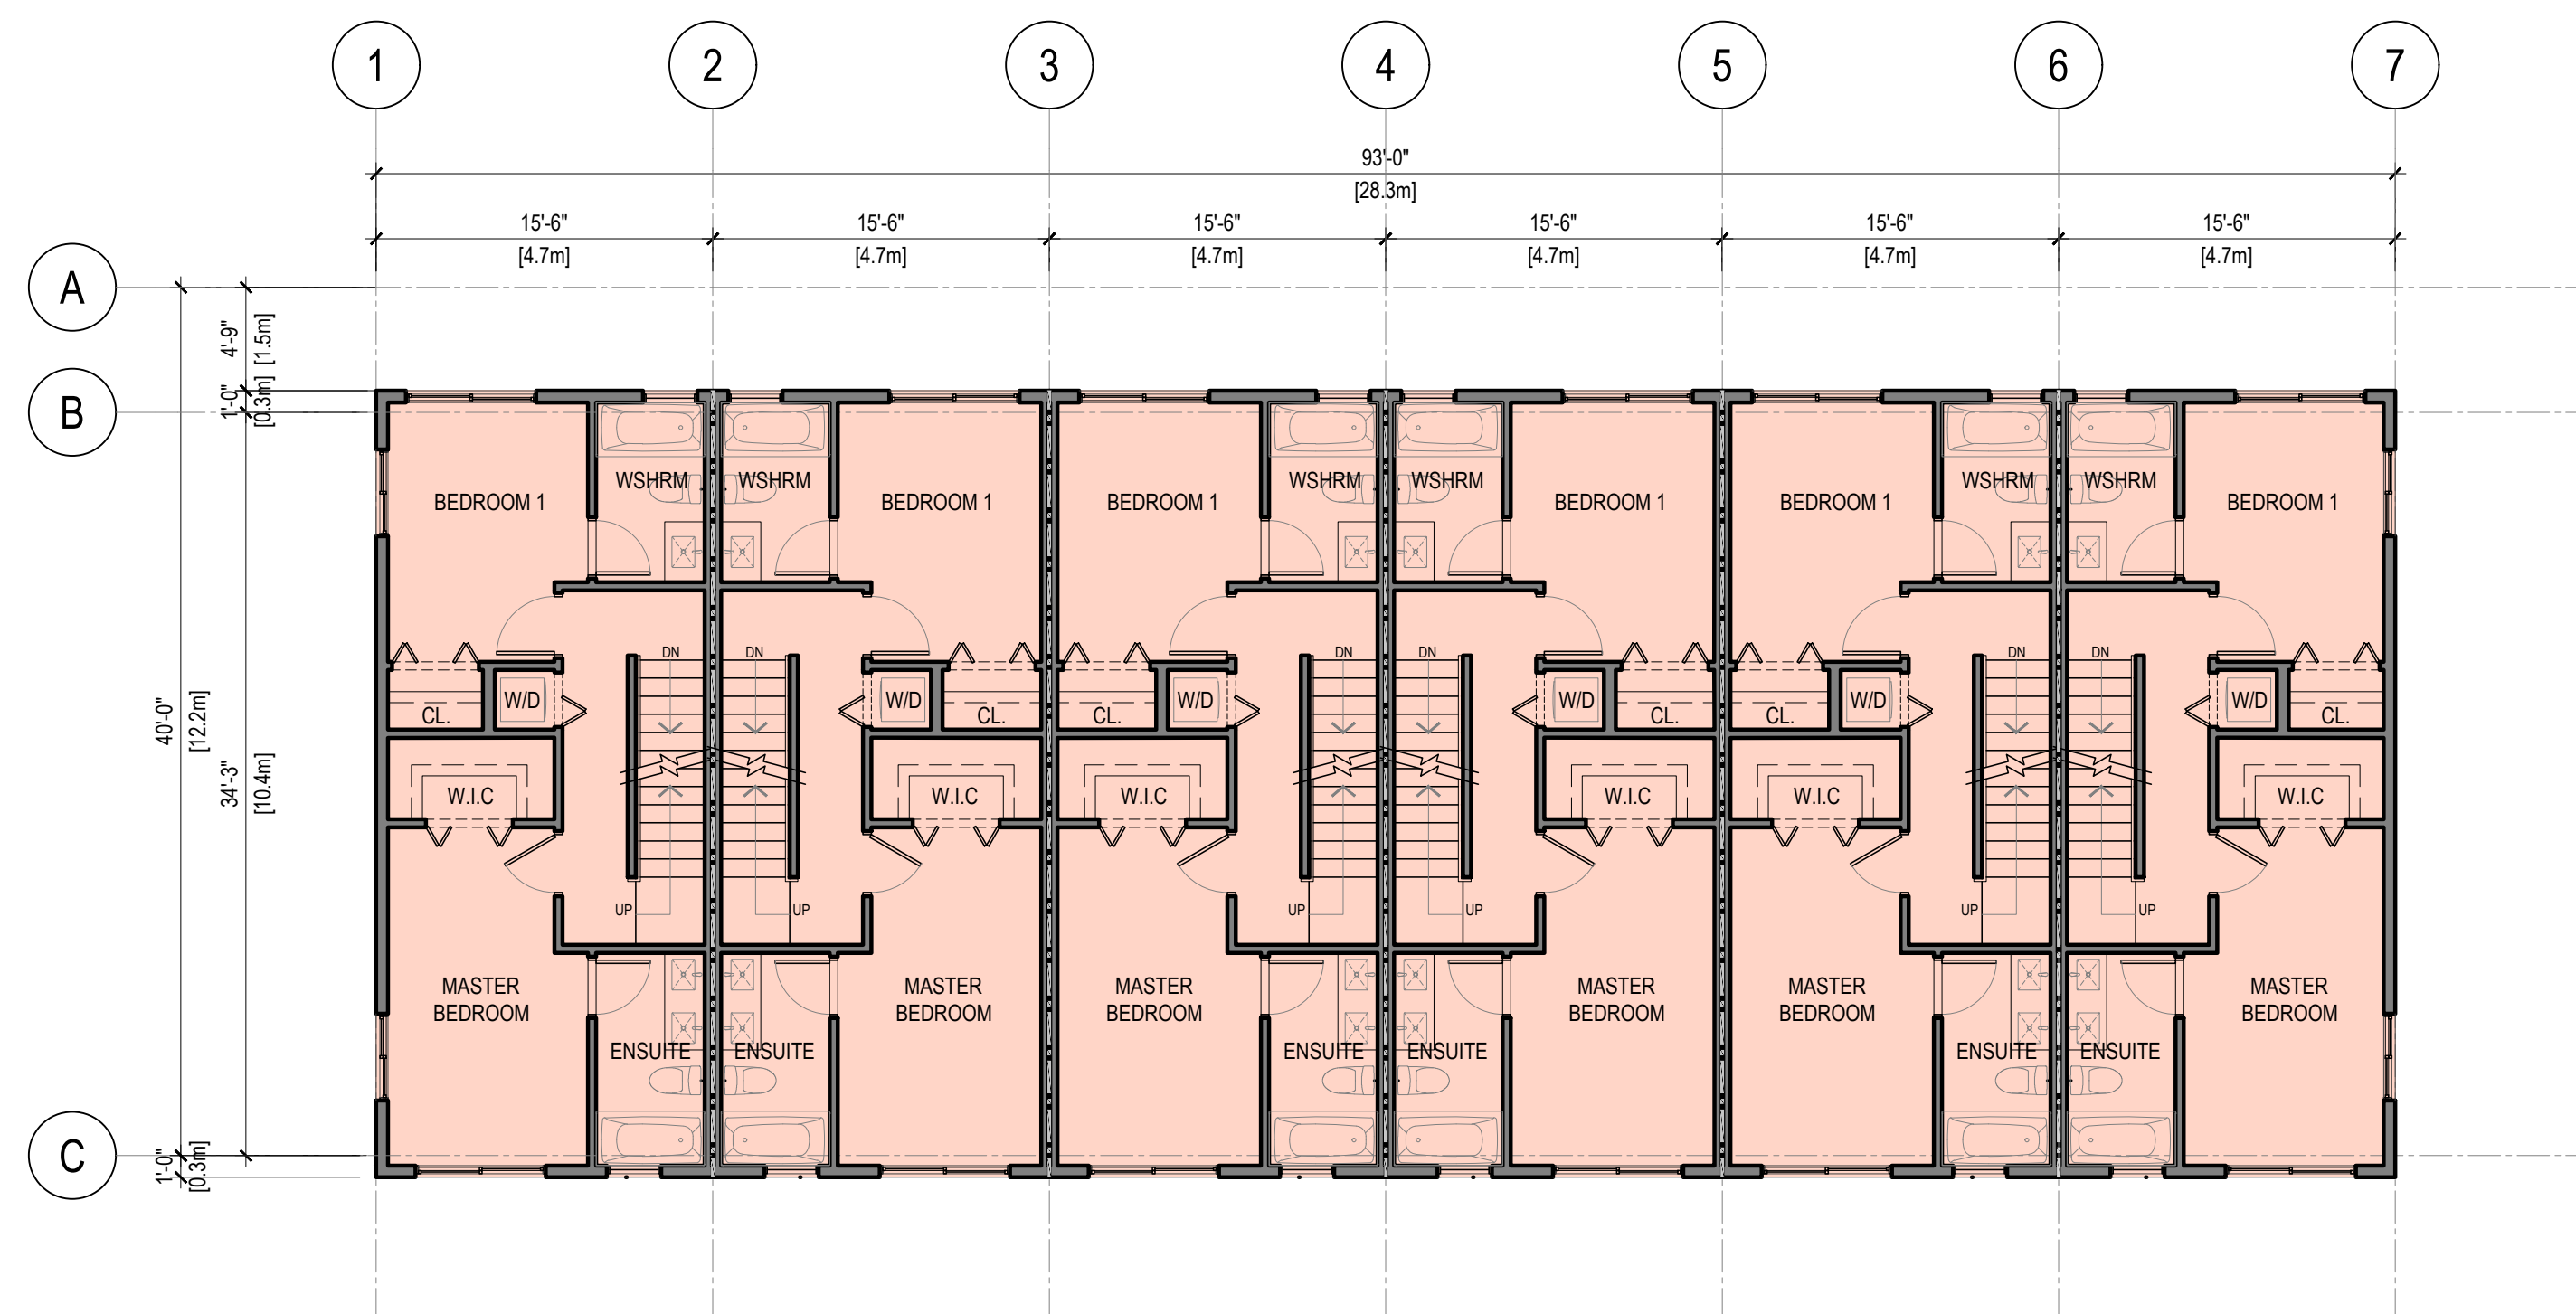 1 2 3 4 5 6 7
93'-0"
[28.3m]
15'-6" 15'-6" 15'-6" 15'-6" 15'-6" 15'-6"
[4.7m] [4.7m] [4.7m] [4.7m] [4.7m] [4.7m]
A
4'-9"
[1.5m]
B
1'-0"
[0.3m]
WSHRM WSHRM WSHRM WSHRM WSHRM WSHRM
BEDROOM 1 BEDROOM 1 BEDROOM 1 BEDROOM 1 BEDROOM 1 BEDROOM 1
DN DN DN DN DN DN
W/D W/D W/D W/D W/D W/D
CL. CL. CL. CL. CL. CL.
40'-0"
[12.2m]
34'-3"
[10.4m]
W.I.C W.I.C W.I.C W.I.C W.I.C W.I.C
UP UP UP UP UP UP
MASTER MASTER MASTER MASTER MASTER MASTER
BEDROOM BEDROOM BEDROOM BEDROOM BEDROOM BEDROOM
ENSUITE ENSUITE ENSUITE ENSUITE ENSUITE ENSUITE
C
1'-0"
[0.3m]